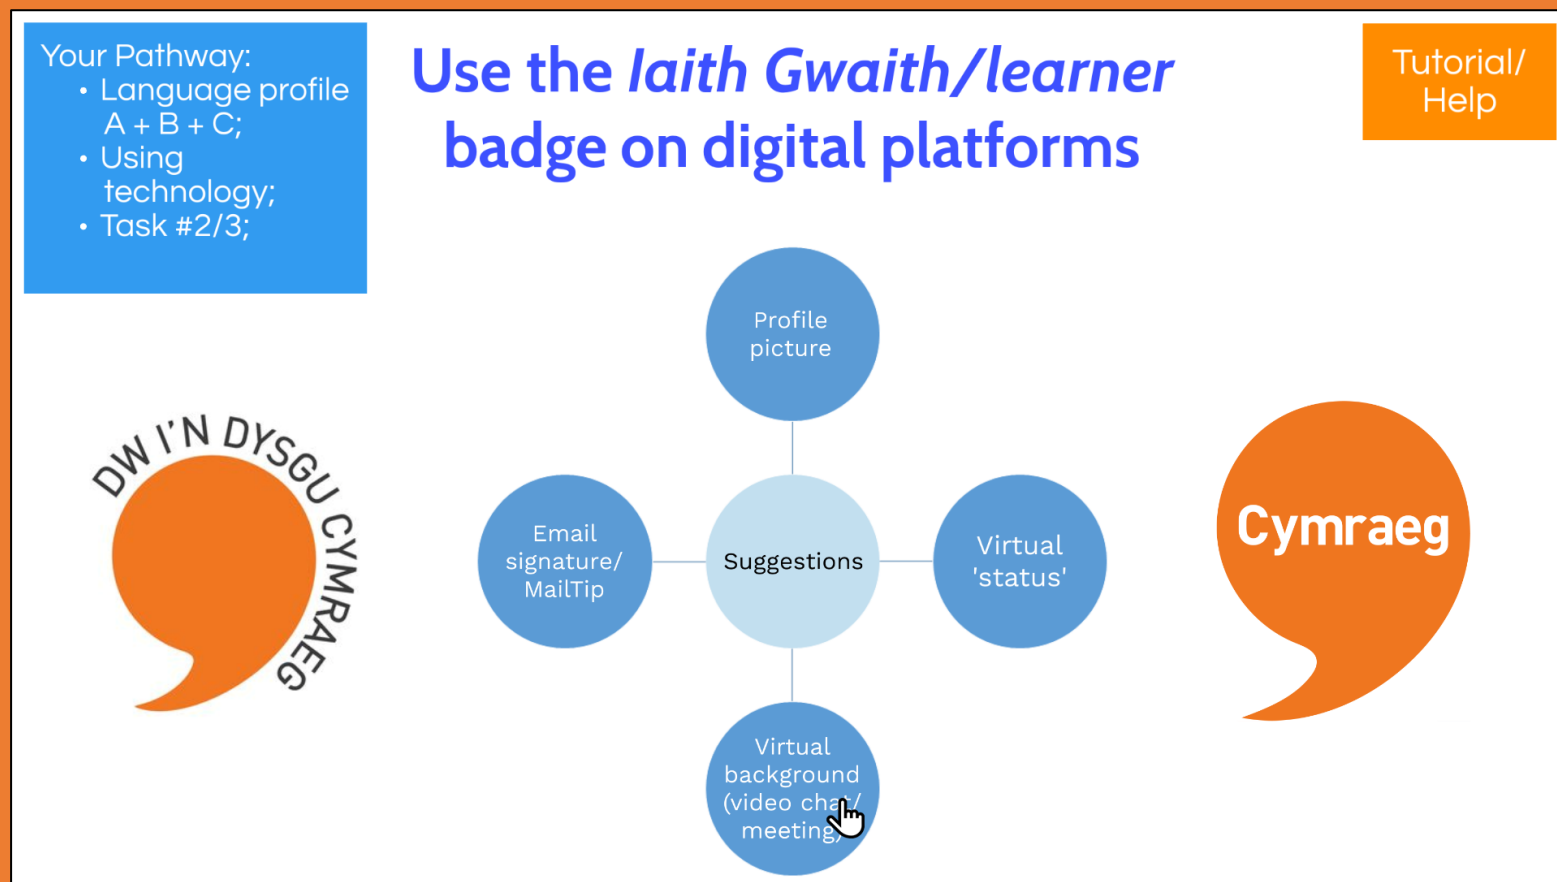 Your Pathway:
• Language profile
A + B + C;
• Using
technology;
• Task #2/3;
Use the Iaith Gwaith/learner
badge on digital platforms
Tutorial/
Help
Profile
picture
DW I'N DYSGU CYMRAEG
Email
signature/
MailTip
Suggestions
Virtual
'status'
Cymraeg
Virtual
background
(video chat/
meeting)